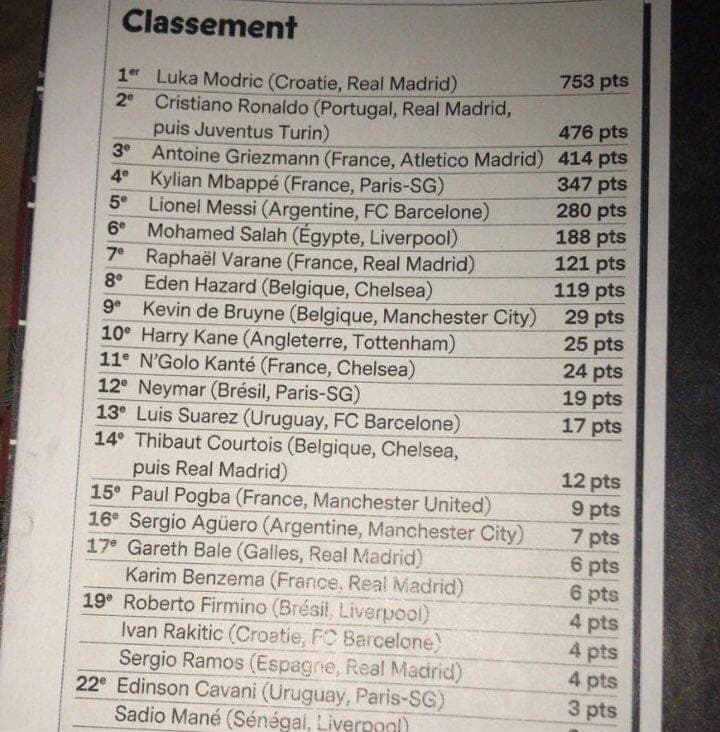 Classement
1er Luka Modric (Croatie, Real Madrid) 753 pts
2e Cristiano Ronaldo (Portugal, Real Madrid,
puis Juventus Turin) 476 pts
3e Antoine Griezmann (France, Atletico Madrid) 414 pts
4e Kylian Mbappé (France, Paris-SG) 347 pts
5e Lionel Messi (Argentine, FC Barcelone) 280 pts
6e Mohamed Salah (Égypte, Liverpool) 188 pts
7e Raphaël Varane (France, Real Madrid) 121 pts
8e Eden Hazard (Belgique, Chelsea) 119 pts
9e Kevin de Bruyne (Belgique, Manchester City) 29 pts
10e Harry Kane (Angleterre, Tottenham) 25 pts
11e N'Golo Kanté (France, Chelsea) 24 pts
12e Neymar (Brésil, Paris-SG) 19 pts
13e Luis Suarez (Uruguay, FC Barcelone) 17 pts
14e Thibaut Courtois (Belgique, Chelsea,
puis Real Madrid) 12 pts
15e Paul Pogba (France, Manchester United) 9 pts
16e Sergio Agüero (Argentine, Manchester City) 7 pts
17e Gareth Bale (Galles, Real Madrid) 6 pts
Karim Benzema (France, Real Madrid) 6 pts
19e Roberto Firmino (Brésil, Liverpool) 4 pts
Ivan Rakitic (Croatie, FC Barcelone) 4 pts
Sergio Ramos (Espagne, Real Madrid) 4 pts
22e Edinson Cavani (Uruguay, Paris-SG) 3 pts
Sadio Mané (Sénégal, Liverpool)